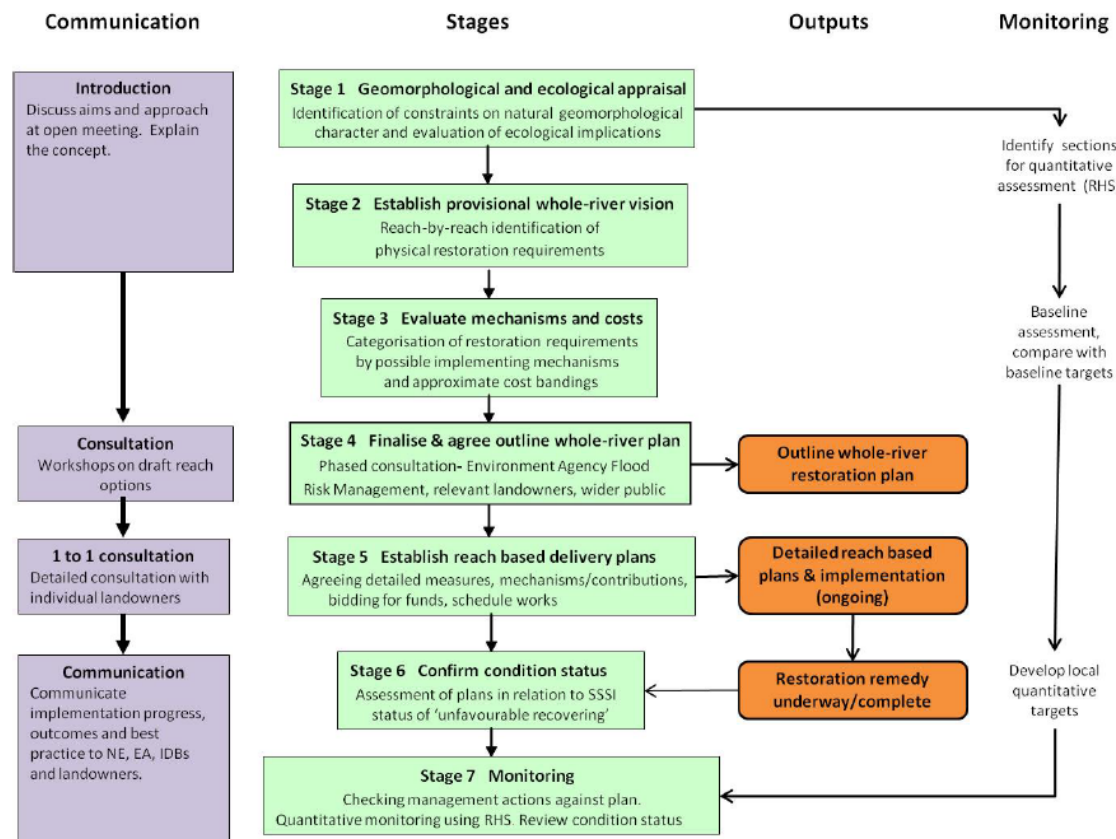 Communication
Stages
Outputs
Monitoring
Introduction
Discuss aims and approach
at open meeting. Explain
the concept.
Consultation
Workshops on draft reach
options
1 to 1 consultation
Detailed consultation with
individual landowners
Communication
Communicate
implementation progress,
outcomes and best
practice to NE, EA, IDBs
and landowners.
Stage 1 Geomorphological and ecological appraisal
Identification of constraints on natural geomorphological
character and evaluation of ecological implications
Stage 2 Establish provisional whole-river vision
Reach-by-reach identification of
physical restoration requirements
Stage 3 Evaluate mechanisms and costs
Categorisation of restoration requirements
by possible implementing mechanisms
and approximate cost bandings
Stage 4 Finalise & agree outline whole-river plan
Phased consultation- Environment Agency Flood
Risk Management, relevant landowners, wider public
Stage 5 Establish reach based delivery plans
Agreeing detailed measures, mechanisms/contributions,
bidding for funds, schedule works
Stage 6 Confirm condition status
Assessment of plans in relation to SSSI
status of ‘unfavourable recovering’
Stage 7 Monitoring
Checking management actions against plan.
Quantitative monitoring using RHS. Review condition status
Outline whole-river
restoration plan
Detailed reach based
plans & implementation
(ongoing)
Restoration remedy
underway/complete
Identify sections
for quantitative
assessment (RHS
Baseline
assessment,
compare with
baseline targets
Develop local
quantitative
targets